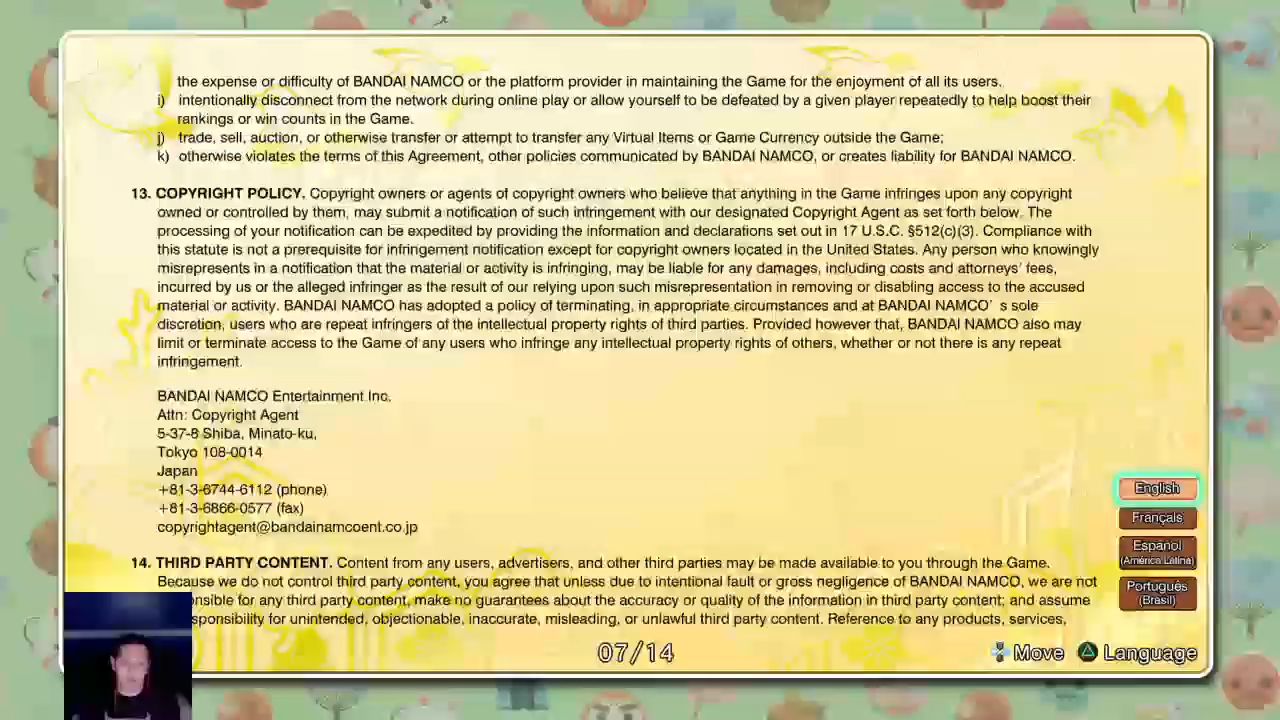 the expense or difficulty of BANDAI NAMCO or the platform provider in maintaining the Game for the enjoyment of all its users.
i) intentionally disconnect from the network during online play or allow yourself to be defeated by a given player repeatedly to help boost their
rankings or win counts in the Game.
j) trade, sell, auction, or otherwise transfer or attempt to transfer any Virtual Items or Game Currency outside the Game;
k) otherwise violates the terms of this Agreement, other policies communicated by BANDAI NAMCO, or creates liability for BANDAI NAMCO.
13. COPYRIGHT POLICY. Copyright owners or agents of copyright owners who believe that anything in the Game infringes upon any copyright
owned or controlled by them, may submit a notification of such infringement with our designated Copyright Agent as set forth below. The
processing of your notification can be expedited by providing the information and declarations set out in 17 U.S.C. §512(c)(3). Compliance with
this statute is not a prerequisite for infringement notification except for copyright owners located in the United States. Any person who knowingly
misrepresents in a notification that the material or activity is infringing, may be liable for any damages, including costs and attorneys' fees,
incurred by us or the alleged infringer as the result of our relying upon such misrepresentation in removing or disabling access to the accused
material or activity. BANDAI NAMCO has adopted a policy of terminating, in appropriate circumstances and at BANDAI NAMCO' s sole
discretion, users who are repeat infringers of the intellectual property rights of third parties. Provided however that, BANDAI NAMCO also may
limit or terminate access to the Game of any users who infringe any intellectual property rights of others, whether or not there is any repeat
infringement.
BANDAI NAMCO Entertainment Inc.
Attn: Copyright Agent
5-37-8 Shiba, Minato-ku,
Tokyo 108-0014
Japan
+81-3-6744-6112 (phone)
+81-3-6866-0577 (fax)
copyrightagent@bandainamcoent.co.jp
14. THIRD PARTY CONTENT. Content from any users, advertisers, and other third parties may be made available to you through the Game.
Because we do not control third party content, you agree that unless due to intentional fault or gross negligence of BANDAI NAMCO, we are not
onsible for any third party content, make no guarantees about the accuracy or quality of the information in third party content; and assume
sponsibility for unintended, objectionable, inaccurate, misleading, or unlawful third party content. Reference to any products, services,
English
Français
Español
(América Latina)
Português
(Brasil)
07/14
Move
Language